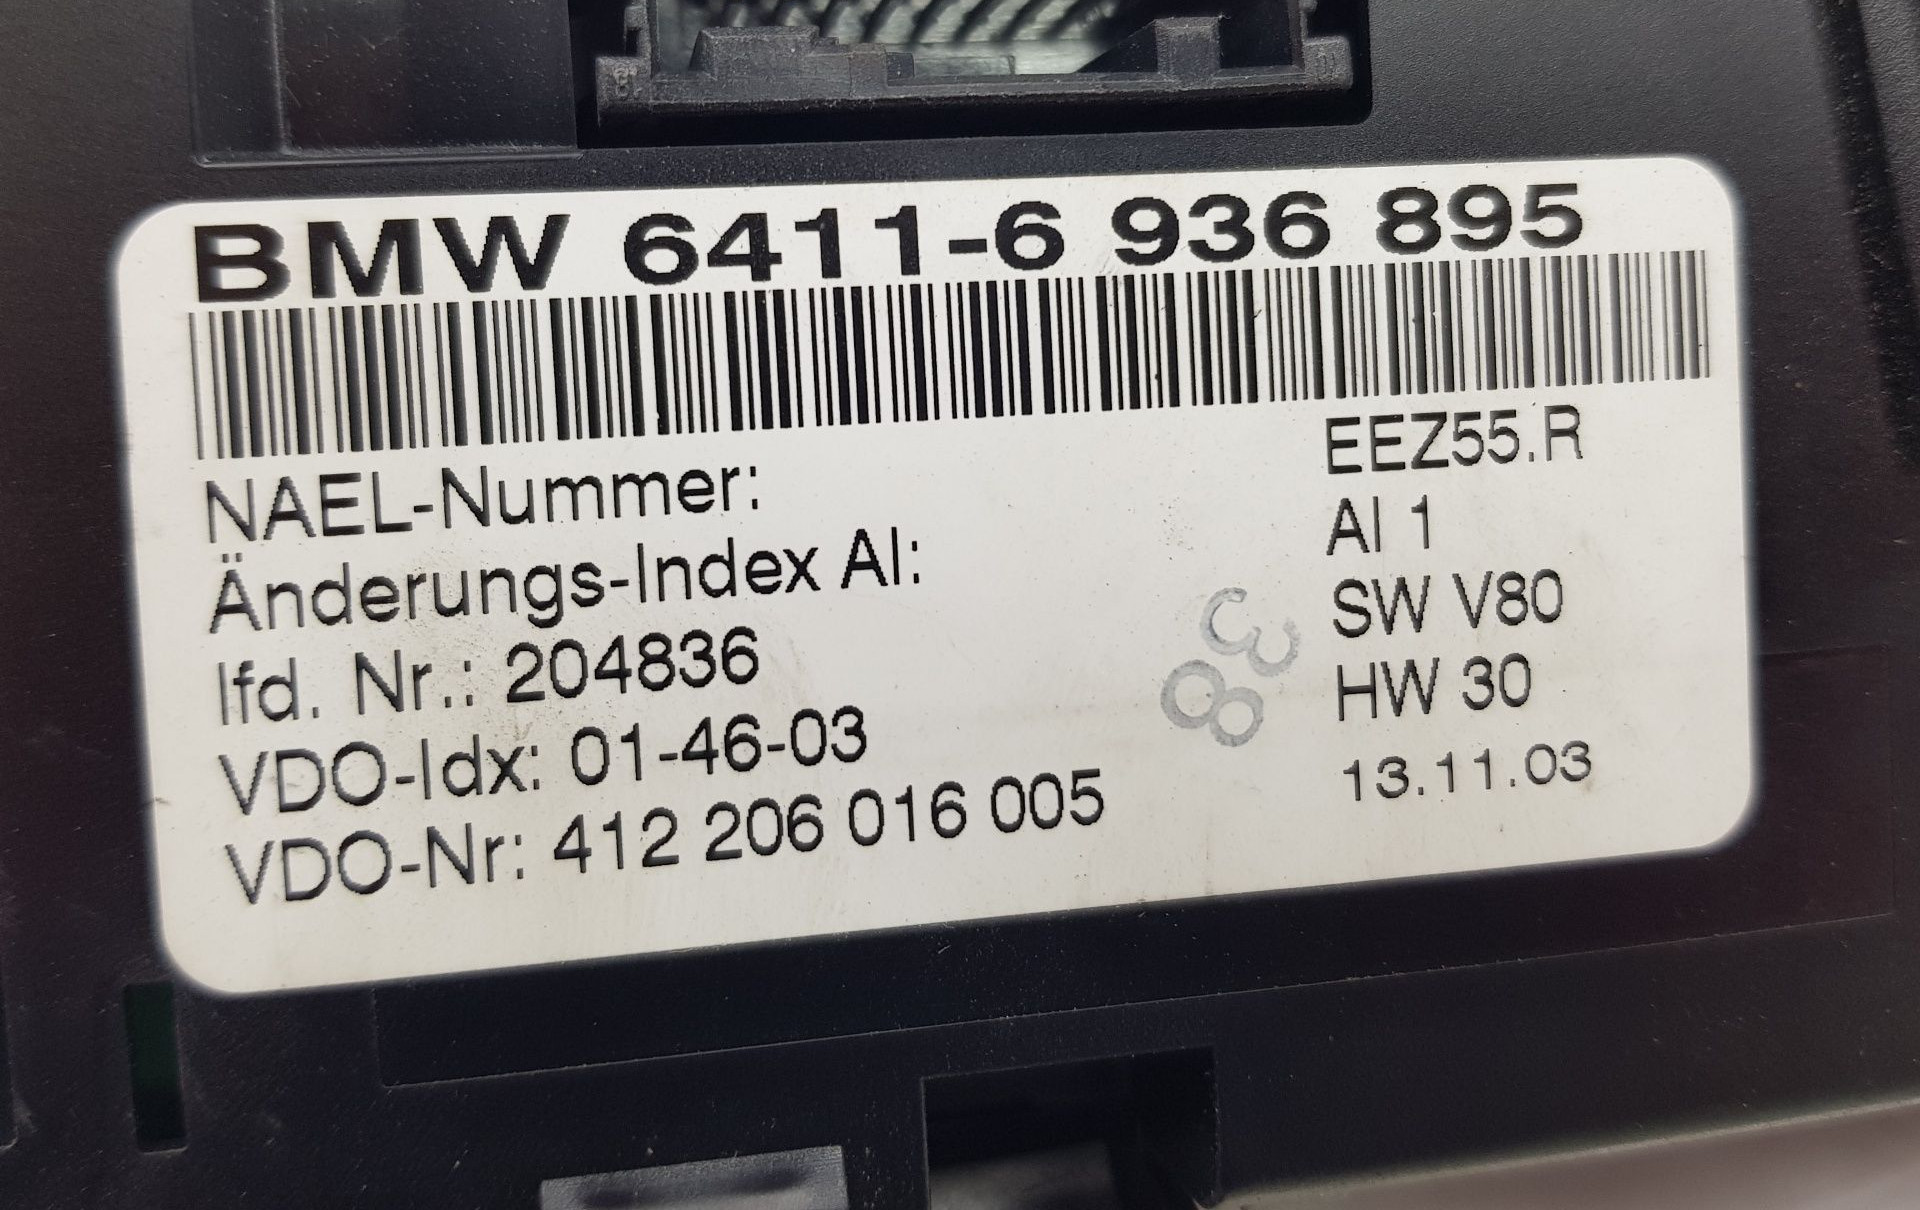 BMW 6411-6 936 895
NAEL-Nummer:
EEZ55.R
Änderungs-Index AI:
AI 1
lfd. Nr.: 204836
SW V80
VDO-Idx: 01-46-03
HW 30
VDO-Nr: 412 206 016 005
13.11.03
38